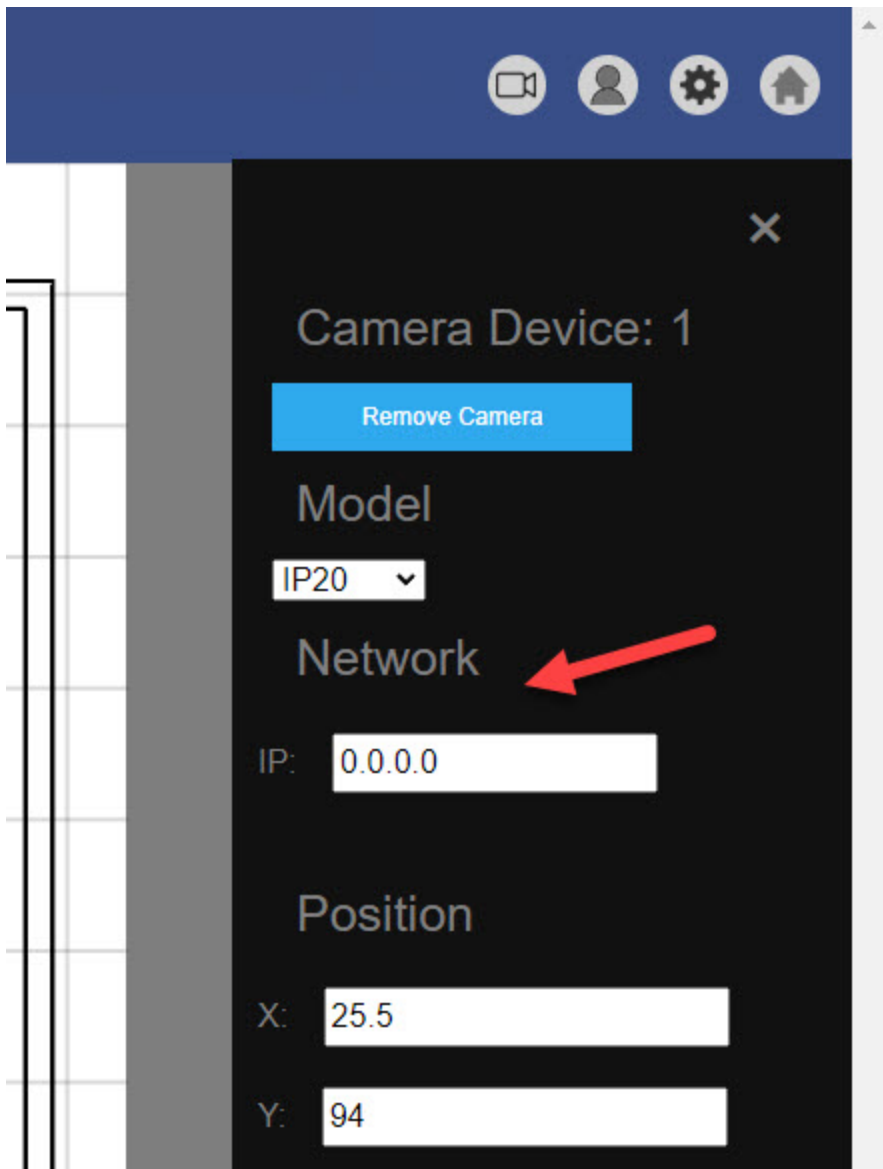 Camera Device: 1
Remove Camera
Model
IP20
Network
IP: 0.0.0.0
Position
X: 25.5
Y: 94